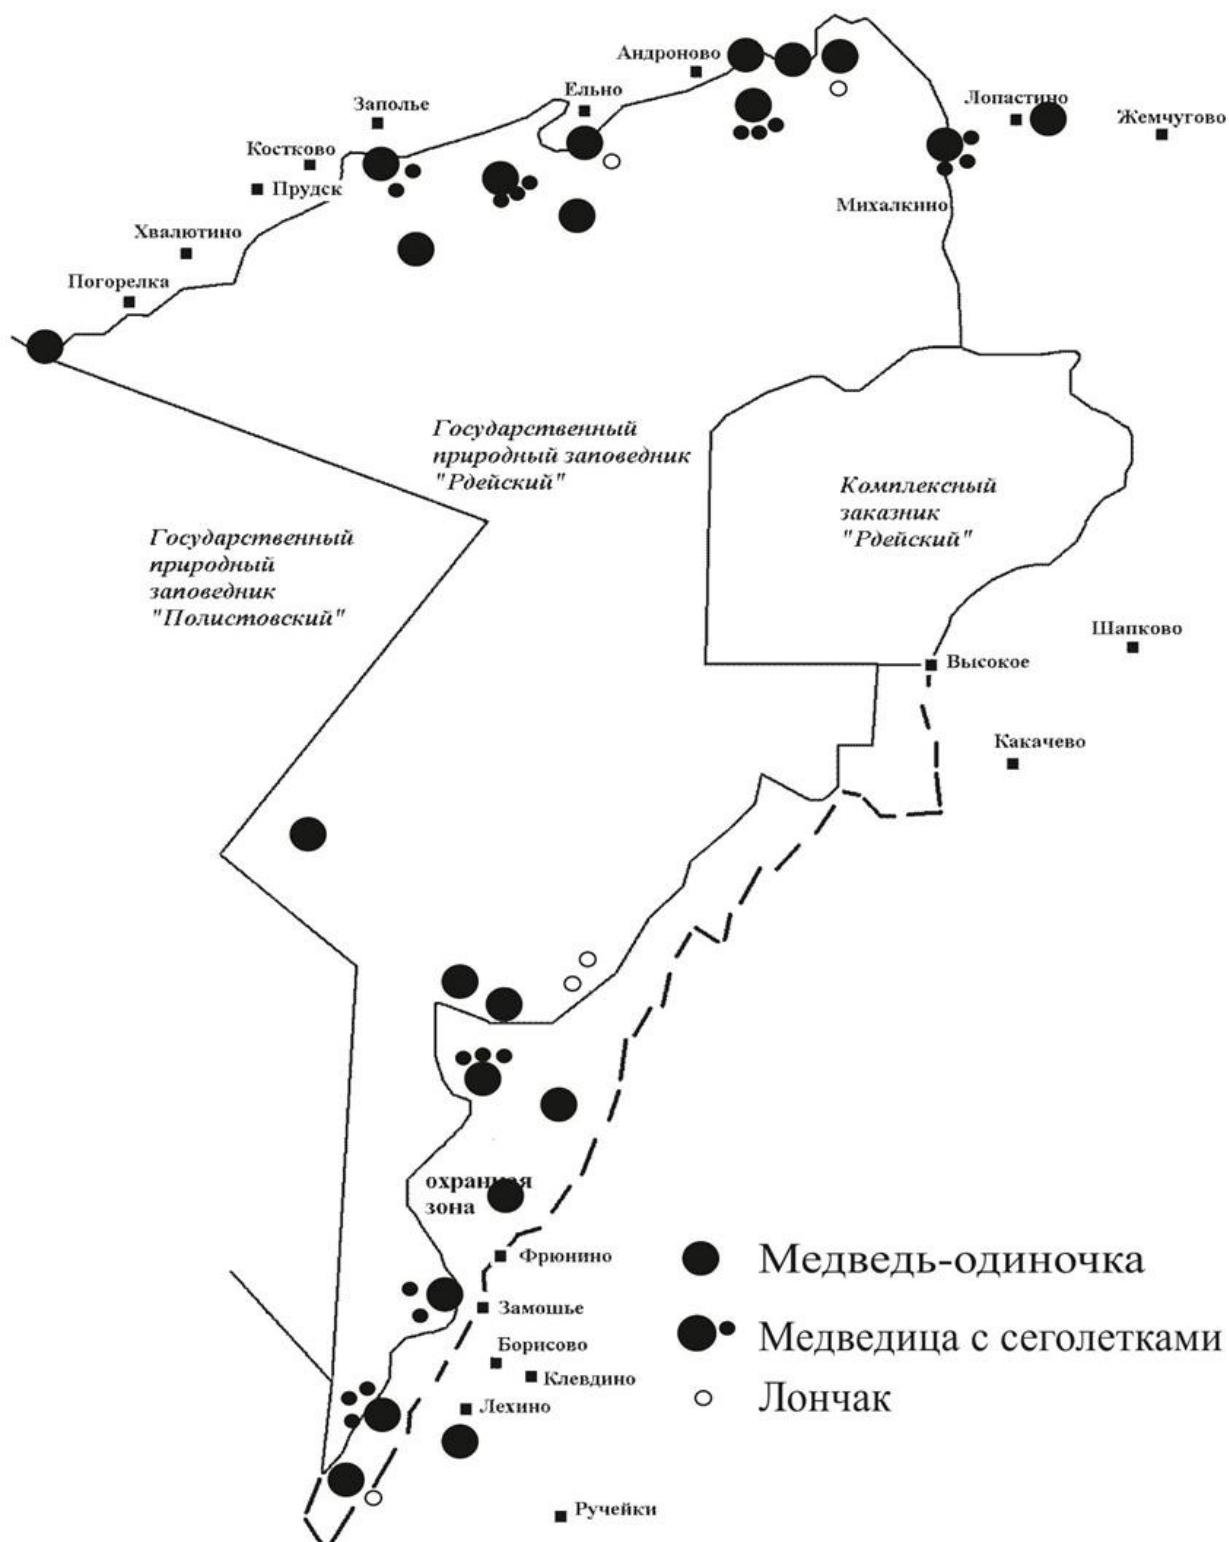 Андроново
Ельно
Заполье
Лопастино
Жемчугово
Костково
Прудск
Михалкино
Хвалютино
Погорелка
Государственный
природный заповедник
"Рдейский"
Комплексный
заказник
"Рдейский"
Государственный
природный
заповедник
"Полистовский"
Шапково
Высокое
Какачево
охранная
зона
Фрюнино
Медведь-одиночка
Замошье
Медведица с сеголетками
Борисово
Клевдино
Лончак
Лехино
Ручейки